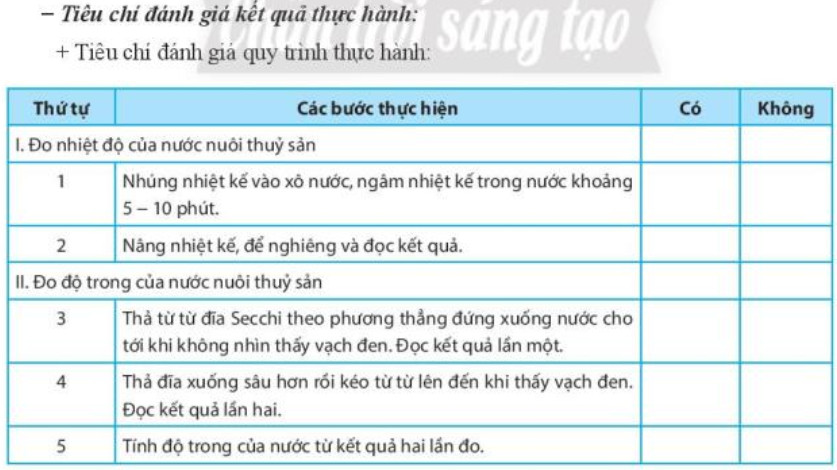 – Tiêu chí đánh giá kết quả thực hành:
sáng tạo
+ Tiêu chí đánh giá quy trình thực hành:
Thứ tự Các bước thực hiện Có Không
I. Đo nhiệt độ của nước nuôi thuỷ sản
1 Nhúng nhiệt kế vào xô nước, ngâm nhiệt kế trong nước khoảng
5 – 10 phút.
2 Nâng nhiệt kế, để nghiêng và đọc kết quả.
II. Đo độ trong của nước nuôi thuỷ sản
3 Thả từ từ đĩa Secchi theo phương thẳng đứng xuống nước cho
tới khi không nhìn thấy vạch đen. Đọc kết quả lần một.
4 Thả đĩa xuống sâu hơn rồi kéo từ từ lên đến khi thấy vạch đen.
Đọc kết quả lần hai.
5 Tính độ trong của nước từ kết quả hai lần đo.